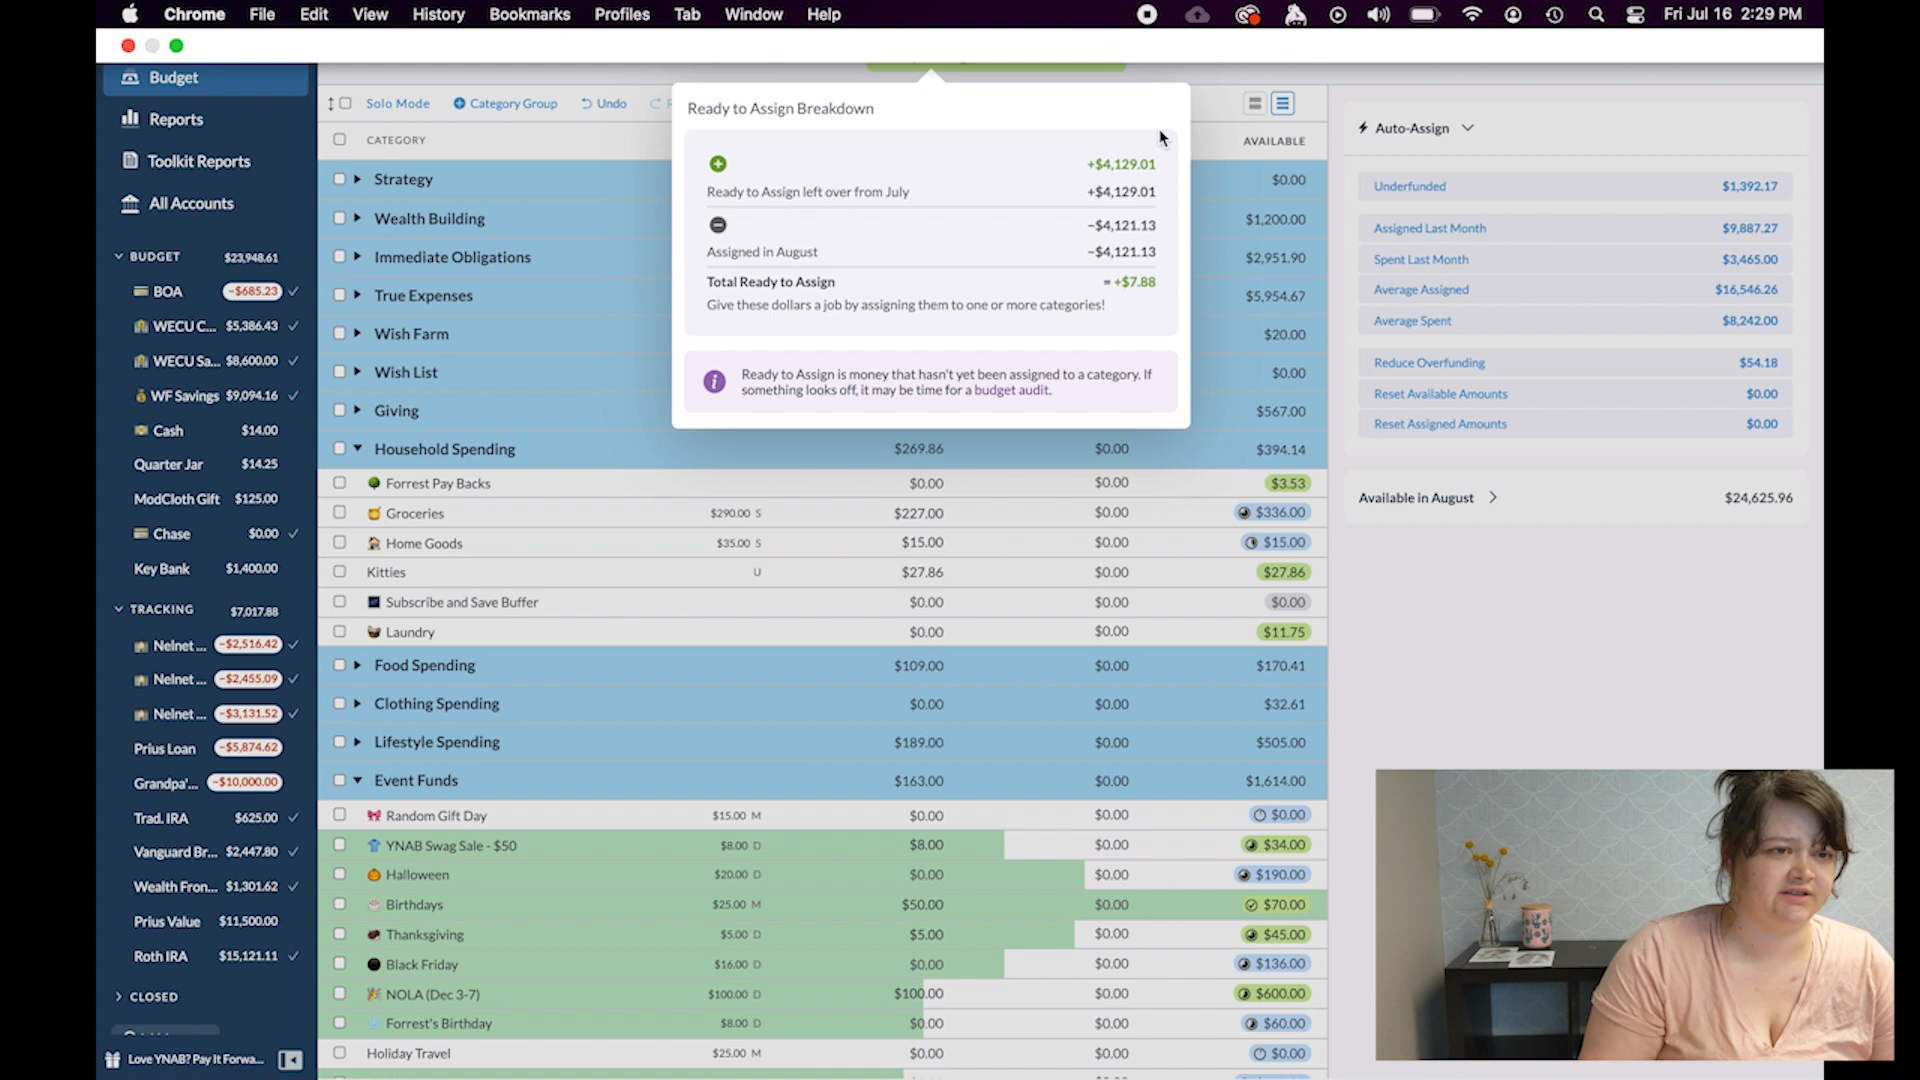 Chrome File Edit View History Bookmarks Profiles Tab Window Help Fri Jul 16 2:29 PM
Budget
Reports
Toolkit Reports
All Accounts
BUDGET $23,948.61
BOA -$685.23
WECU C... $5,386.43
WECU Sa... $8,600.00
WF Savings $9,094.16
Cash $14.00
Quarter Jar $14.25
ModCloth Gift $125.00
Chase $0.00
Key Bank $1,400.00
TRACKING $7,017.88
Nelnet ... -$2,516.42
Nelnet ... -$2,455.09
Nelnet ... -$3,131.52
Prius Loan -$5,874.62
Grandpa'... -$10,000.00
Trad. IRA $625.00
Vanguard Br... $2,447.80
Wealth Fron... $1,301.62
Prius Value $11,500.00
Roth IRA $15,121.11
CLOSED
Love YNAB? Pay It Forwa...
Solo Mode Category Group Undo
CATEGORY AVAILABLE
Strategy $0.00
Wealth Building $1,200.00
Immediate Obligations $2,951.90
True Expenses $5,954.67
Wish Farm $20.00
Wish List $0.00
Giving $567.00
Household Spending $269.86 $0.00 $394.14
Forrest Pay Backs $0.00 $0.00 $3.53
Groceries $290.00 S $227.00 $0.00 $336.00
Home Goods $35.00 S $15.00 $0.00 $15.00
Kitties U $27.86 $0.00 $27.86
Subscribe and Save Buffer $0.00 $0.00 $0.00
Laundry $0.00 $0.00 $11.75
Food Spending $109.00 $0.00 $170.41
Clothing Spending $0.00 $0.00 $32.61
Lifestyle Spending $189.00 $0.00 $505.00
Event Funds $163.00 $0.00 $1,614.00
Random Gift Day $15.00 M $0.00 $0.00 $0.00
YNAB Swag Sale - $50 $8.00 D $8.00 $0.00 $34.00
Halloween $20.00 D $0.00 $0.00 $190.00
Birthdays $25.00 M $50.00 $0.00 $70.00
Thanksgiving $5.00 D $5.00 $0.00 $45.00
Black Friday $16.00 D $0.00 $0.00 $136.00
NOLA (Dec 3-7) $100.00 D $100.00 $0.00 $600.00
Forrest's Birthday $8.00 D $0.00 $0.00 $60.00
Holiday Travel $25.00 M $0.00 $0.00 $0.00
Ready to Assign Breakdown
+$4,129.01
Ready to Assign left over from July +$4,129.01
-$4,121.13
Assigned in August -$4,121.13
Total Ready to Assign = +$7.88
Give these dollars a job by assigning them to one or more categories!
Ready to Assign is money that hasn't yet been assigned to a category. If
something looks off, it may be time for a budget audit.
Auto-Assign
Underfunded $1,392.17
Assigned Last Month $9,887.27
Spent Last Month $3,465.00
Average Assigned $16,546.26
Average Spent $8,242.00
Reduce Overfunding $54.18
Reset Available Amounts $0.00
Reset Assigned Amounts $0.00
Available in August $24,625.96